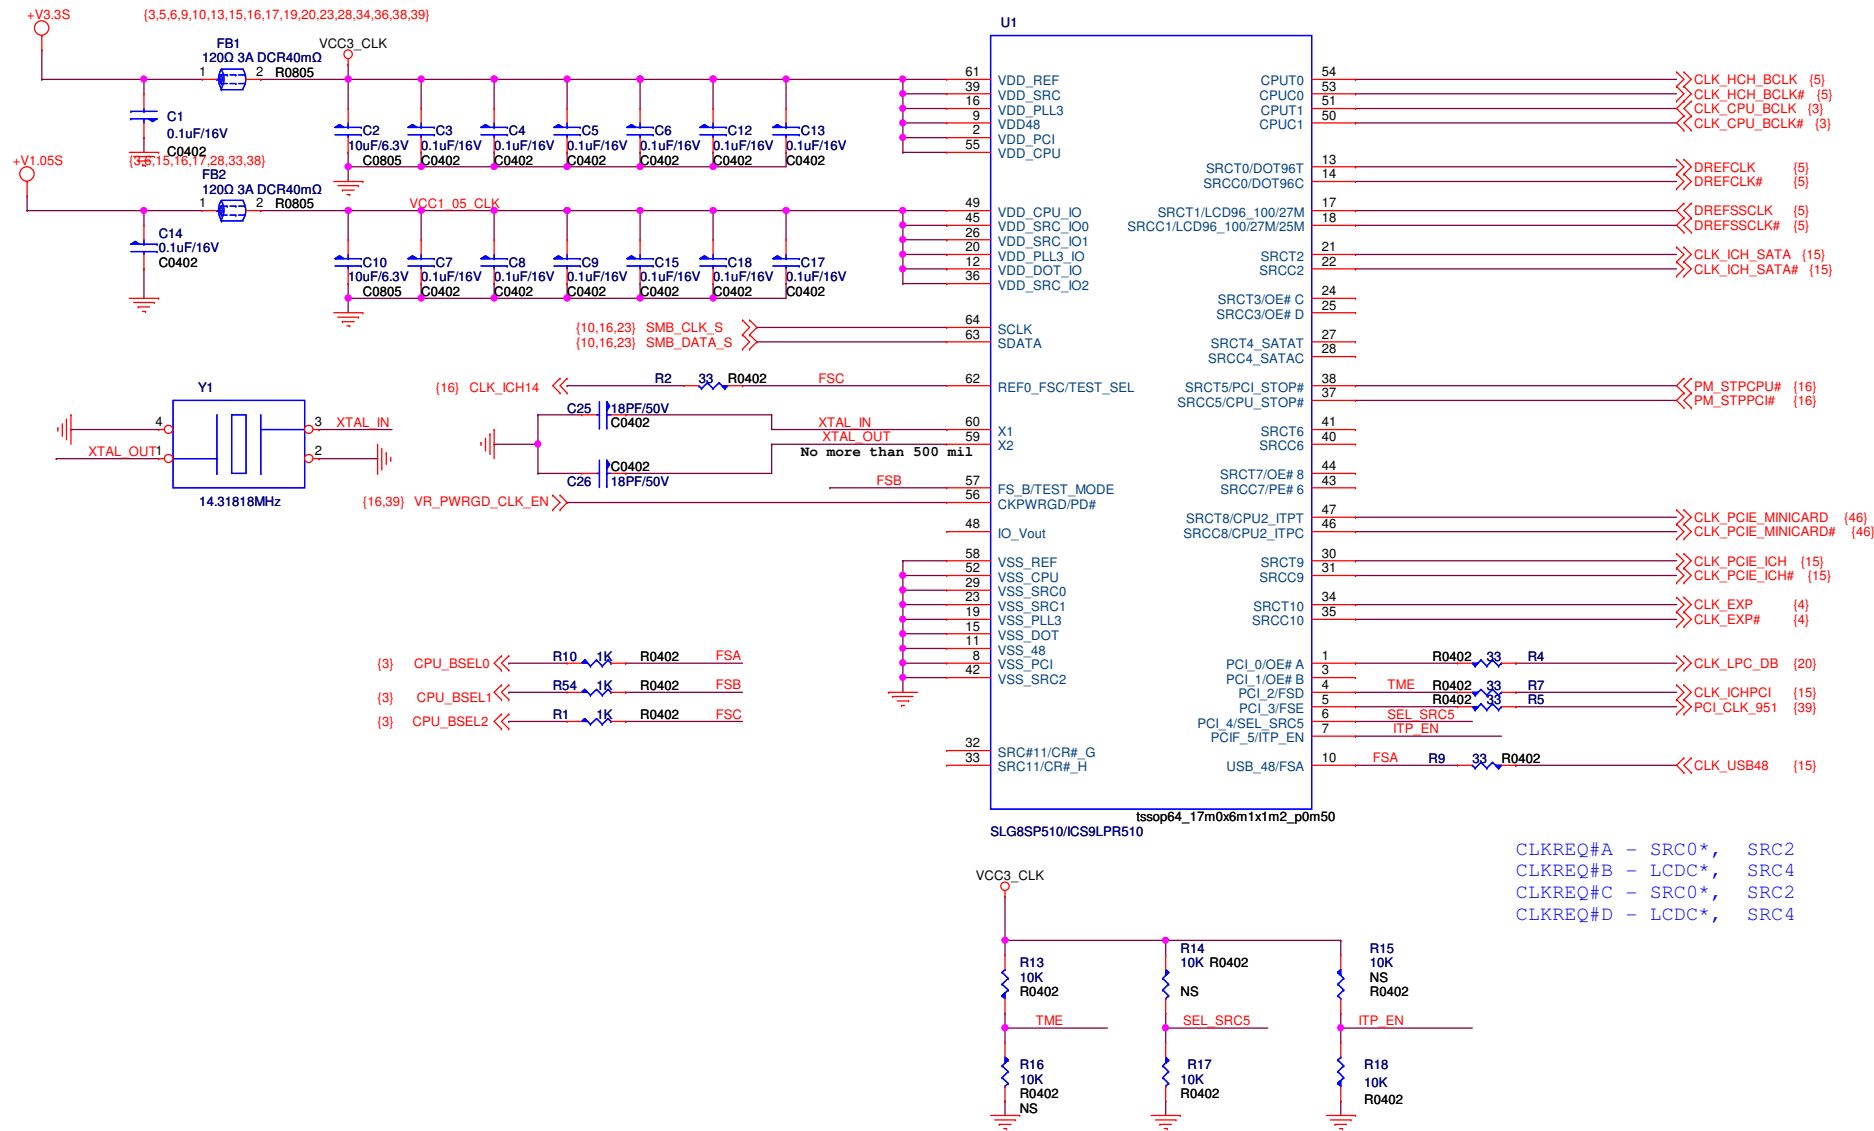 +V3.3S
{3,5,6,9,10,13,15,16,17,19,20,23,28,34,36,38,39}
FB1
120Ω 3A DCR40mΩ
1 2 R0805
VCC3_CLK
C1
0.1uF/16V
C0402
C2
10uF/6.3V
C0805
C3
0.1uF/16V
C0402
C4
0.1uF/16V
C0402
C5
0.1uF/16V
C0402
C6
0.1uF/16V
C0402
C12
0.1uF/16V
C0402
C13
0.1uF/16V
C0402
+V1.05S
{3,6,15,16,17,28,33,38}
FB2
120Ω 3A DCR40mΩ
1 2 R0805
VCC1_05_CLK
C14
0.1uF/16V
C0402
C10
10uF/6.3V
C0805
C7
0.1uF/16V
C0402
C8
0.1uF/16V
C0402
C9
0.1uF/16V
C0402
C15
0.1uF/16V
C0402
C18
0.1uF/16V
C0402
C17
0.1uF/16V
C0402
{10,16,23} SMB_CLK_S
{10,16,23} SMB_DATA_S
{16} CLK_ICH14 R2 33 R0402 FSC
Y1
4 3 XTAL_IN
XTAL_OUT 1 2
14.31818MHz
C25 18PF/50V
C0402
XTAL_IN
XTAL_OUT
No more than 500 mil
C0402
C26 18PF/50V
FSB
{16,39} VR_PWRGD_CLK_EN
{3} CPU_BSEL0 R10 1K R0402 FSA
{3} CPU_BSEL1 R54 1K R0402 FSB
{3} CPU_BSEL2 R1 1K R0402 FSC
U1
61 VDD_REF
39 VDD_SRC
16 VDD_PLL3
9 VDD48
2 VDD_PCI
55 VDD_CPU
49 VDD_CPU_IO
45 VDD_SRC_IO0
26 VDD_SRC_IO1
20 VDD_PLL3_IO
12 VDD_DOT_IO
36 VDD_SRC_IO2
64 SCLK
63 SDATA
62 REF0_FSC/TEST_SEL
60 X1
59 X2
57 FS_B/TEST_MODE
56 CKPWRGD/PD#
48 IO_Vout
58 VSS_REF
52 VSS_CPU
29 VSS_SRC0
23 VSS_SRC1
19 VSS_PLL3
15 VSS_DOT
11 VSS_48
8 VSS_PCI
42 VSS_SRC2
32 SRC#11/CR#_G
33 SRC11/CR#_H
CPUT0 54 CLK_HCH_BCLK {5}
CPUC0 53 CLK_HCH_BCLK# {5}
CPUT1 51 CLK_CPU_BCLK {3}
CPUC1 50 CLK_CPU_BCLK# {3}
SRCT0/DOT96T 13 DREFCLK {5}
SRCC0/DOT96C 14 DREFCLK# {5}
SRCT1/LCD96_100/27M 17 DREFSSCLK {5}
SRCC1/LCD96_100/27M/25M 18 DREFSSCLK# {5}
SRCT2 21 CLK_ICH_SATA {15}
SRCC2 22 CLK_ICH_SATA# {15}
SRCT3/OE# C 24
SRCC3/OE# D 25
SRCT4_SATAT 27
SRCC4_SATAC 28
SRCT5/PCI_STOP# 38 PM_STPCPU# {16}
SRCC5/CPU_STOP# 37 PM_STPPCI# {16}
SRCT6 41
SRCC6 40
SRCT7/OE# 8 44
SRCC7/PE# 6 43
SRCT8/CPU2_ITPT 47 CLK_PCIE_MINICARD {46}
SRCC8/CPU2_ITPC 46 CLK_PCIE_MINICARD# {46}
SRCT9 30 CLK_PCIE_ICH {15}
SRCC9 31 CLK_PCIE_ICH# {15}
SRCT10 34 CLK_EXP {4}
SRCC10 35 CLK_EXP# {4}
PCI_0/OE# A 1 R0402 33 R4 CLK_LPC_DB {20}
PCI_1/OE# B 3
PCI_2/FSD 4 TME R0402 33 R7 CLK_ICHPCI {15}
PCI_3/FSE 5 R0402 33 R5 PCI_CLK_951 {39}
PCI_4/SEL_SRC5 6 SEL_SRC5
PCIF_5/ITP_EN 7 ITP_EN
USB_48/FSA 10 FSA R9 33 R0402 CLK_USB48 {15}
tssop64_17m0x6m1x1m2_p0m50
SLG8SP510/ICS9LPR510
CLKREQ#A - SRC0*, SRC2
CLKREQ#B - LCDC*, SRC4
CLKREQ#C - SRC0*, SRC2
CLKREQ#D - LCDC*, SRC4
VCC3_CLK
R13
10K
R0402
R14
10K R0402
NS
R15
10K
NS
R0402
TME
SEL_SRC5
ITP_EN
R16
10K
R0402
NS
R17
10K
R0402
R18
10K
R0402